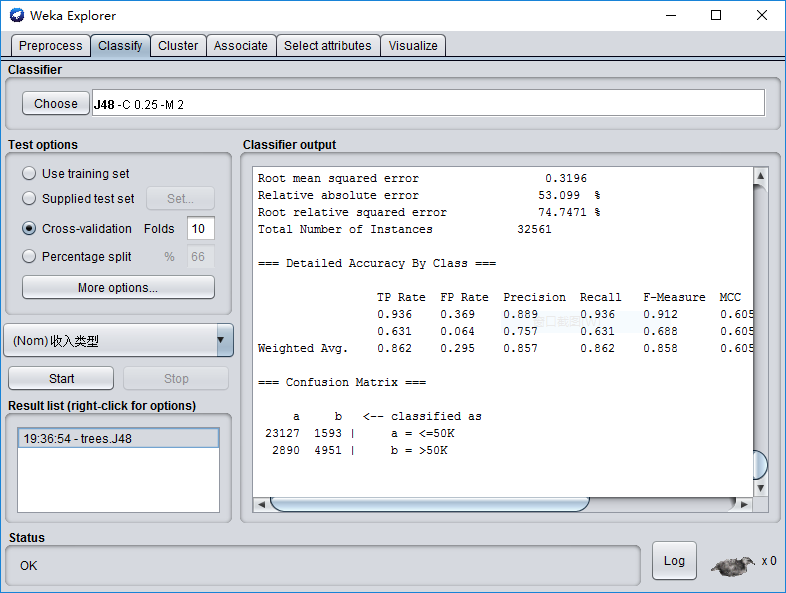 Weka Explorer
Preprocess Classify Cluster Associate Select attributes Visualize
Classifier
Choose J48 -C 0.25 -M 2
Test options
Use training set
Supplied test set Set...
Cross-validation Folds 10
Percentage split % 66
More options...
(Nom)收入类型
Start Stop
Result list (right-click for options)
19:36:54 - trees.J48
Classifier output
Root mean squared error 0.3196
Relative absolute error 53.099 %
Root relative squared error 74.7471 %
Total Number of Instances 32561
=== Detailed Accuracy By Class ===
TP Rate FP Rate Precision Recall F-Measure MCC
0.936 0.369 0.889 0.936 0.912 0.605
0.631 0.064 0.757 0.631 0.688 0.605
Weighted Avg. 0.862 0.295 0.857 0.862 0.858 0.605
=== Confusion Matrix ===
a b <-- classified as
23127 1593 | a = <=50K
2890 4951 | b = >50K
Status
OK
Log x 0